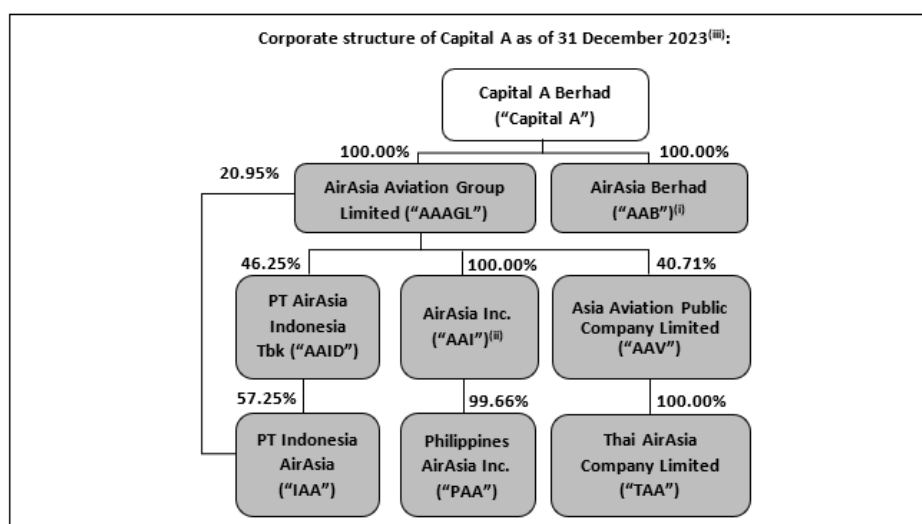 Corporate structure of Capital A as of 31 December 2023(iii):
Capital A Berhad
("Capital A")
100.00%
100.00%
20.95%
AirAsia Aviation Group
Limited ("AAAGL")
AirAsia Berhad
("AAB")(i)
46.25%
100.00%
40.71%
PT AirAsia
Indonesia
Tbk ("AAID")
AirAsia Inc.
("AAI")(ii)
Asia Aviation Public
Company Limited
("AAV")
57.25%
99.66%
100.00%
PT Indonesia
AirAsia
("IAA")
Philippines
AirAsia Inc.
("PAA")
Thai AirAsia
Company Limited
("TAA")